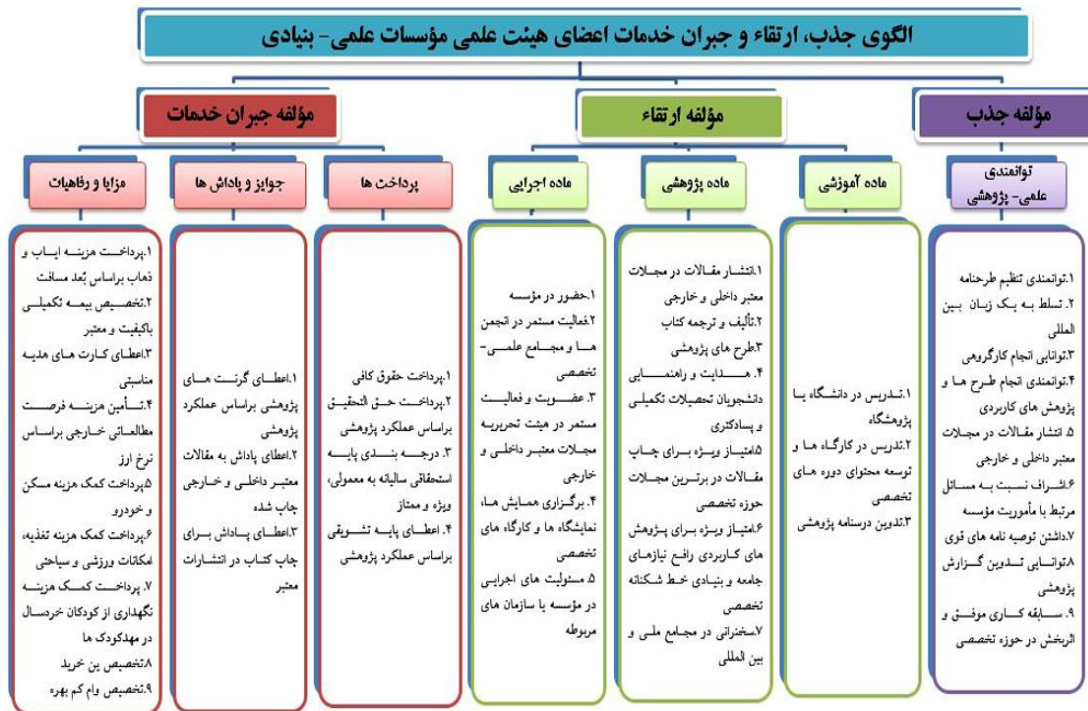 الگوی جذب، ارتقاء و جبران خدمات اعضای هیئت علمی مؤسسات علمی- بنیادی
مؤلفه جذب
مؤلفه ارتقاء
مؤلفه جبران خدمات
توانمندی
علمی- پژوهشی
ماده آموزشی
ماده پژوهشی
ماده اجرایی
پرداخت ها
جوایز و پاداش ها
مزایا و رفاهیات
۱.توانمندی تنظیم طرحنامه
۲. تسلط به یک زبان بین
المللی
۳.توانایی انجام کارگروهی
۴.توانمندی انجام طرح ها و
پژوهش های کاربردی
۵. انتشار مقالات در مجلات
معتبر داخلی و خارجی
۶.اشراف نسبت به مسائل
مرتبط با مأموریت مؤسسه
۷.داشتن توصیه نامه های قوی
۸.توانایی تدوین گزارش
پژوهشی
۹. سابقه کاری موفق و
اثربخش در حوزه تخصصی
۱.تدریس در دانشگاه یا
پژوهشگاه
۲.تدریس در کارگاه ها و
توسعه محتوای دوره های
تخصصی
۳.تدوین درسنامه پژوهشی
۱.انتشار مقالات در مجلات
معتبر داخلی و خارجی
۲.تألیف و ترجمه کتاب
۳.طرح های پژوهشی
۴. هدایت و راهنمایی
دانشجویان تحصیلات تکمیلی
و پسادکتری
۵.امتیاز ویژه برای چاپ
مقالات در برترین مجلات
حوزه تخصصی
۶.امتیاز ویژه برای پژوهش
های کاربردی رافع نیازهای
جامعه و بنیادی خط شکنانه
تخصصی
۷.سخنرانی در مجامع ملی و
بین المللی
۱.حضور در مؤسسه
۲.فعالیت مستمر در انجمن
ها و مجامع علمی-
تخصصی
۳. عضویت و فعالیت
مستمر در هیئت تحریریه
مجلات معتبر داخلی و
خارجی
۴. برگزاری همایش ها،
نمایشگاه ها و کارگاه های
تخصصی
۵. مسئولیت های اجرایی
در مؤسسه یا سازمان های
مربوطه
۱.پرداخت حقوق کافی
۲.پرداخت حق التحقیق
براساس عملکرد پژوهشی
۳. درجه بندی پایه
استحقاقی سالیانه به معمولی،
ویژه و ممتاز
۴. اعطای پایه تشویقی
براساس عملکرد پژوهشی
۱.اعطای گرنت های
پژوهشی براساس عملکرد
پژوهشی
۲.اعطای پاداش به مقالات
معتبر داخلی و خارجی
چاپ شده
۳.اعطای پاداش برای
چاپ کتاب در انتشارات
معتبر
۱.پرداخت هزینه ایاب و
ذهاب براساس بُعد مسافت
۲.تخصیص بیمه تکمیلی
باکیفیت و معتبر
۳.اعطای کارت های هدیه
مناسبتی
۴.تأمین هزینه فرصت
مطالعاتی خارجی براساس
نرخ ارز
۵.پرداخت کمک هزینه مسکن
و خودرو
۶.پرداخت کمک هزینه تغذیه،
امکانات ورزشی و سیاحتی
۷. پرداخت کمک هزینه
نگهداری از کودکان خردسال
در مهدکودک ها
۸.تخصیص بن خرید
۹.تخصیص وام کم بهره